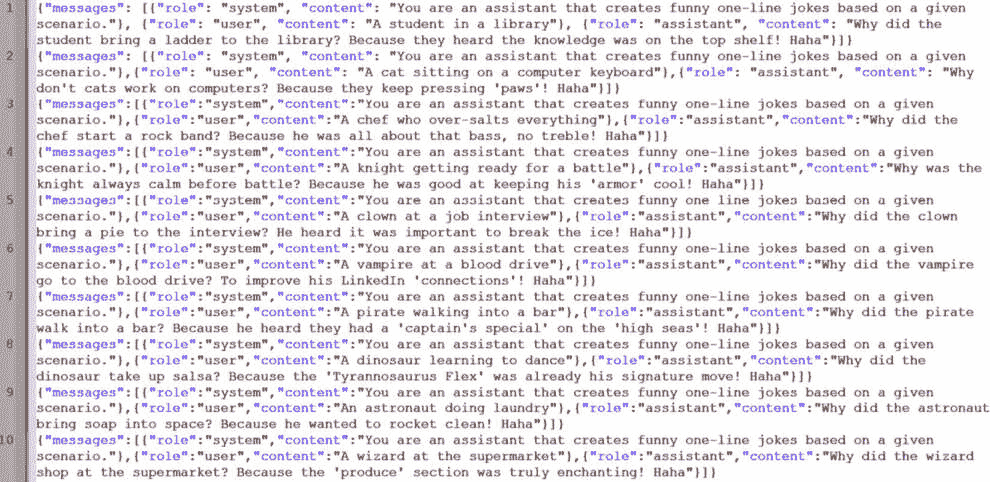 1 {"messages": [{"role": "system", "content": "You are an assistant that creates funny one-line jokes based on a given
scenario."}, {"role": "user", "content": "A student in a library"}, {"role": "assistant", "content": "Why did the
student bring a ladder to the library? Because they heard the knowledge was on the top shelf! Haha"}]}
2 {"messages": [{"role": "system", "content": "You are an assistant that creates funny one-line jokes based on a given
scenario."},{"role": "user", "content": "A cat sitting on a computer keyboard"},{"role": "assistant", "content": "Why
don't cats work on computers? Because they keep pressing 'paws'! Haha"}]}
3 {"messages":[{"role":"system","content":"You are an assistant that creates funny one-line jokes based on a given
scenario."},{"role":"user","content":"A chef who over-salts everything"},{"role":"assistant","content":"Why did the
chef start a rock band? Because he was all about that bass, no treble! Haha"}]}
4 {"messages":[{"role":"system","content":"You are an assistant that creates funny one-line jokes based on a given
scenario."},{"role":"user","content":"A knight getting ready for a battle"},{"role":"assistant","content":"Why was the
knight always calm before battle? Because he was good at keeping his 'armor' cool! Haha"}]}
5 {"messages":[{"role":"system","content":"You are an assistant that creates funny one line jokes based on a given
scenario."},{"role":"user","content":"A clown at a job interview"},{"role":"assistant","content":"Why did the clown
bring a pie to the interview? He heard it was important to break the ice! Haha"}]}
6 {"messages":[{"role":"system","content":"You are an assistant that creates funny one-line jokes based on a given
scenario."},{"role":"user","content":"A vampire at a blood drive"},{"role":"assistant","content":"Why did the vampire
go to the blood drive? To improve his LinkedIn 'connections'! Haha"}]}
7 {"messages":[{"role":"system","content":"You are an assistant that creates funny one-line jokes based on a given
scenario."},{"role":"user","content":"A pirate walking into a bar"},{"role":"assistant","content":"Why did the pirate
walk into a bar? Because he heard they had a 'captain's special' on the 'high seas'! Haha"}]}
8 {"messages":[{"role":"system","content":"You are an assistant that creates funny one-line jokes based on a given
scenario."},{"role":"user","content":"A dinosaur learning to dance"},{"role":"assistant","content":"Why did the
dinosaur take up salsa? Because the 'Tyrannosaurus Flex' was already his signature move! Haha"}]}
9 {"messages":[{"role":"system","content":"You are an assistant that creates funny one-line jokes based on a given
scenario."},{"role":"user","content":"An astronaut doing laundry"},{"role":"assistant","content":"Why did the astronaut
bring soap into space? Because he wanted to rocket clean! Haha"}]}
10 {"messages":[{"role":"system","content":"You are an assistant that creates funny one-line jokes based on a given
scenario."},{"role":"user","content":"A wizard at the supermarket"},{"role":"assistant","content":"Why did the wizard
shop at the supermarket? Because the 'produce' section was truly enchanting! Haha"}]}